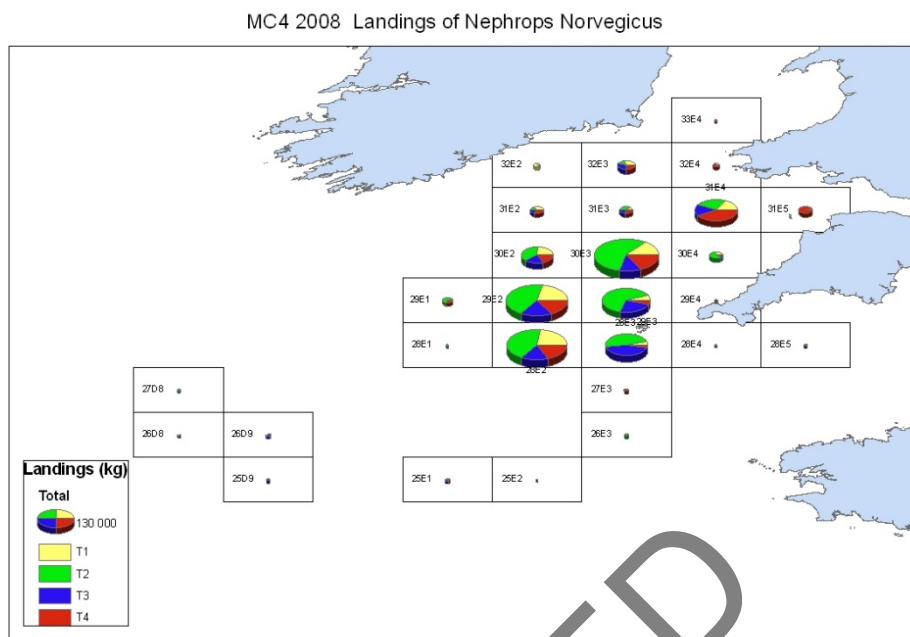 MC4 2008 Landings of Nephrops Norvegicus
33E4
32E2
32E3
32E4
31E4
31E2
31E3
31E5
30E2
30E3
30E4
29E1
29E2
29E4
28E3
29E3
28E1
28E4
28E5
28E2
27D8
27E3
26D8
26D9
26E3
25D9
25E1
25E2
Landings (kg)
Total
130 000
T1
T2
T3
T4